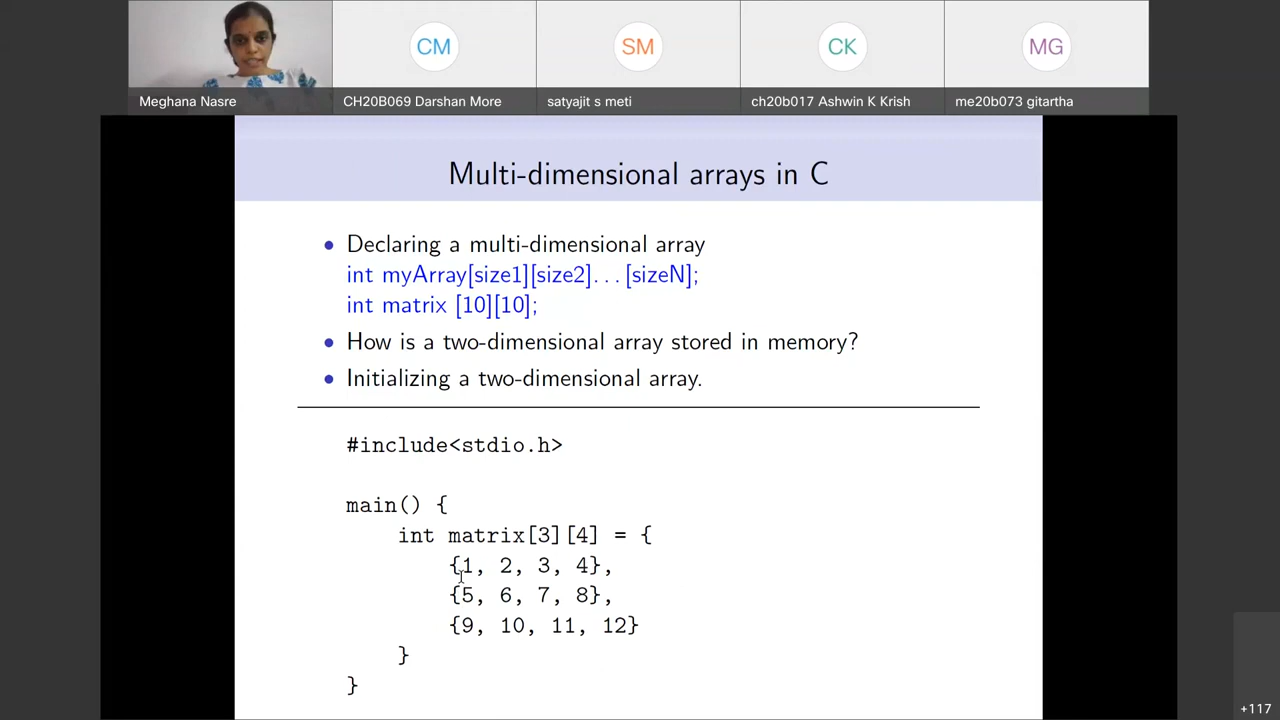 CM
SM
CK
MG
Meghana Nasre
CH20B069 Darshan More
satyajit s meti
ch20b017 Ashwin K Krish
me20b073 gitartha
Multi-dimensional arrays in C
• Declaring a multi-dimensional array
int myArray[size1][size2]. . . [sizeN];
int matrix [10][10];
• How is a two-dimensional array stored in memory?
• Initializing a two-dimensional array.
#include<stdio.h>
main() {
int matrix[3][4] = {
{1, 2, 3, 4},
{5, 6, 7, 8},
{9, 10, 11, 12}
}
}
+117